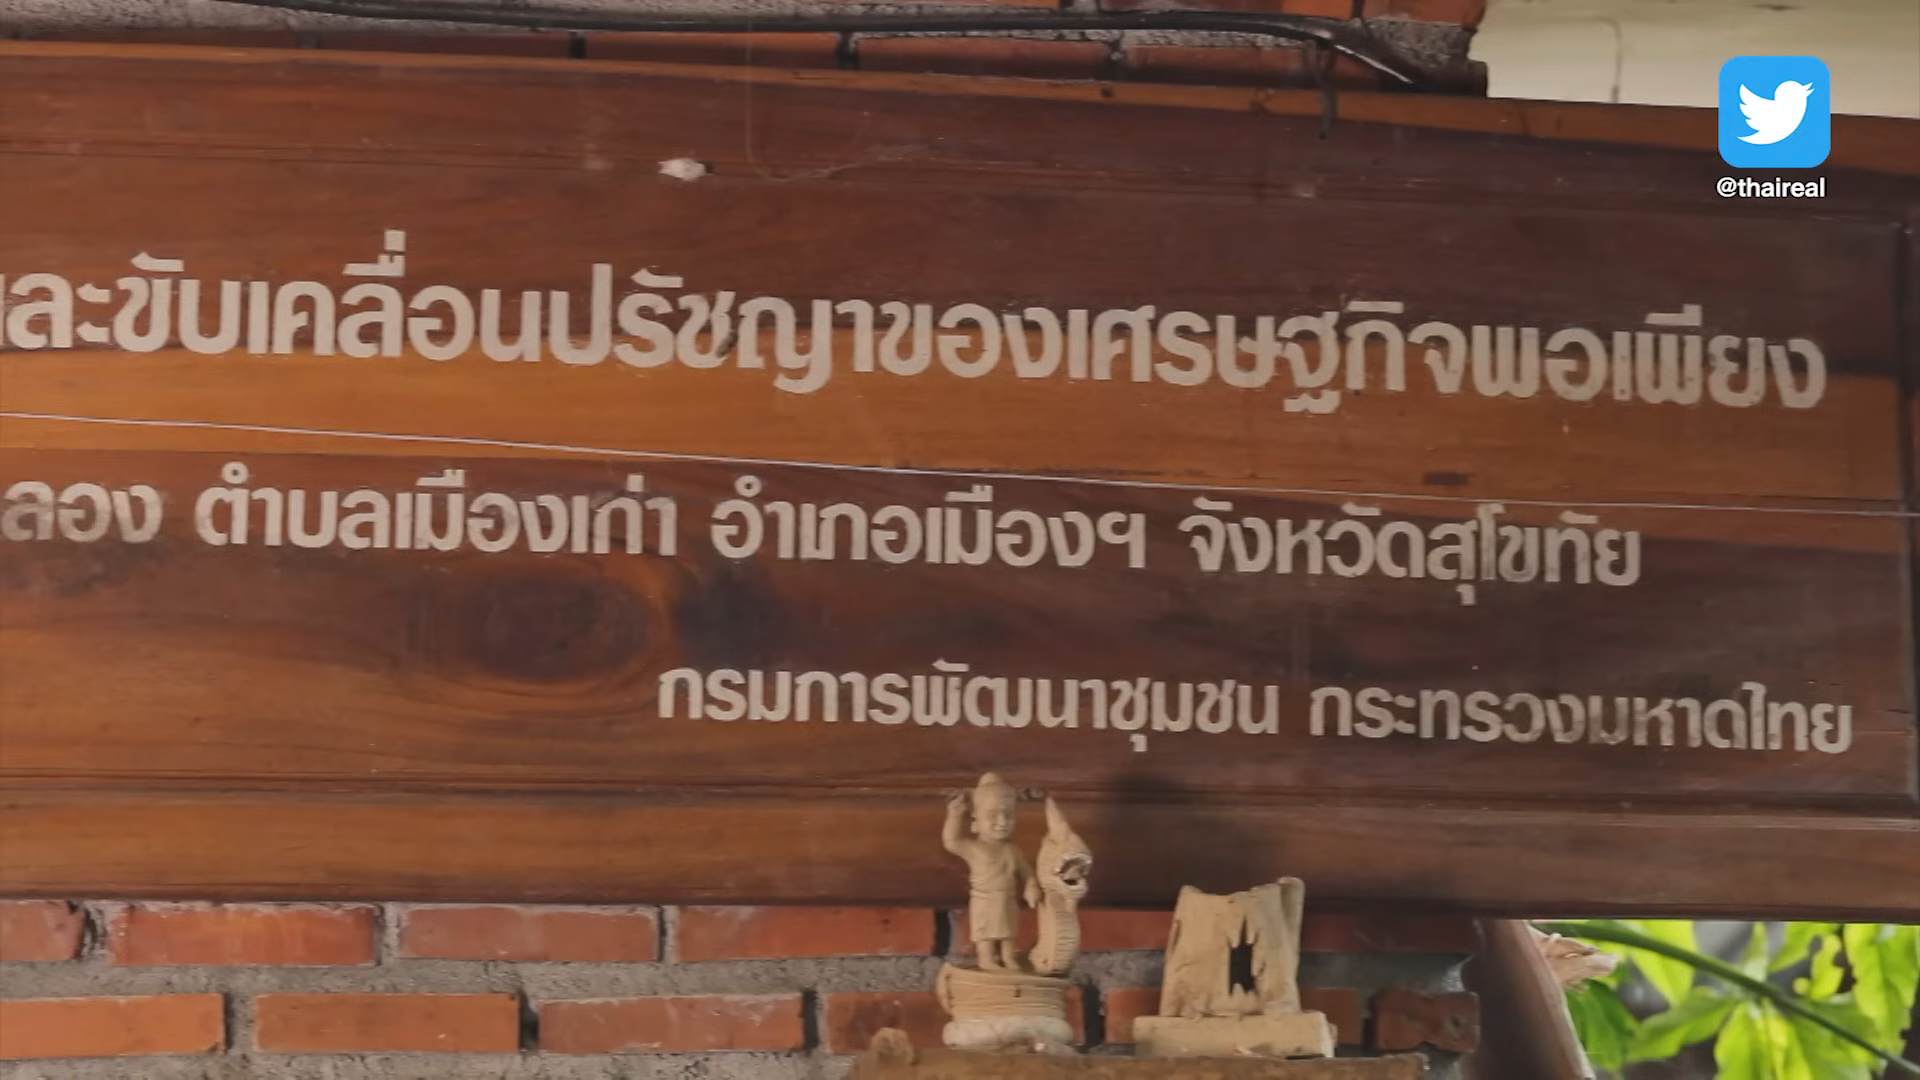 @thaireal
และขับเคลื่อนปรัชญาของเศรษฐกิจพอเพียง
ตำบลเมืองเก่า อำเภอเมืองฯ จังหวัดสุโขทัย
กรมการพัฒนาชุมชน กระทรวงมหาดไทย